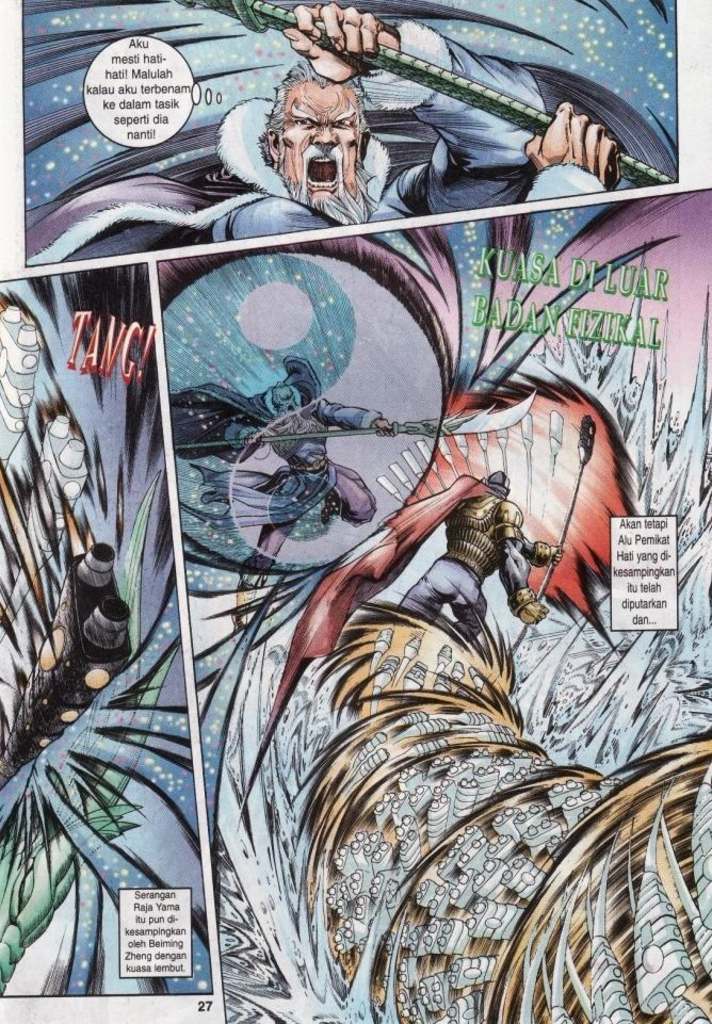 Aku
mesti hati-
hati! Malulah
kalau aku terbenam
ke dalam tasik
seperti dia
nanti!
TANG!
Serangan
Raja Yama
itu pun di-
kesampingkan
oleh Beiming
Zheng dengan
kuasa lembut.
KUASA DI LUAR
BADAN FIZIKAL
Akan tetapi
Alu Pemikat
Hati yang di-
kesampingkan
itu telah
diputarkan
dan...
27